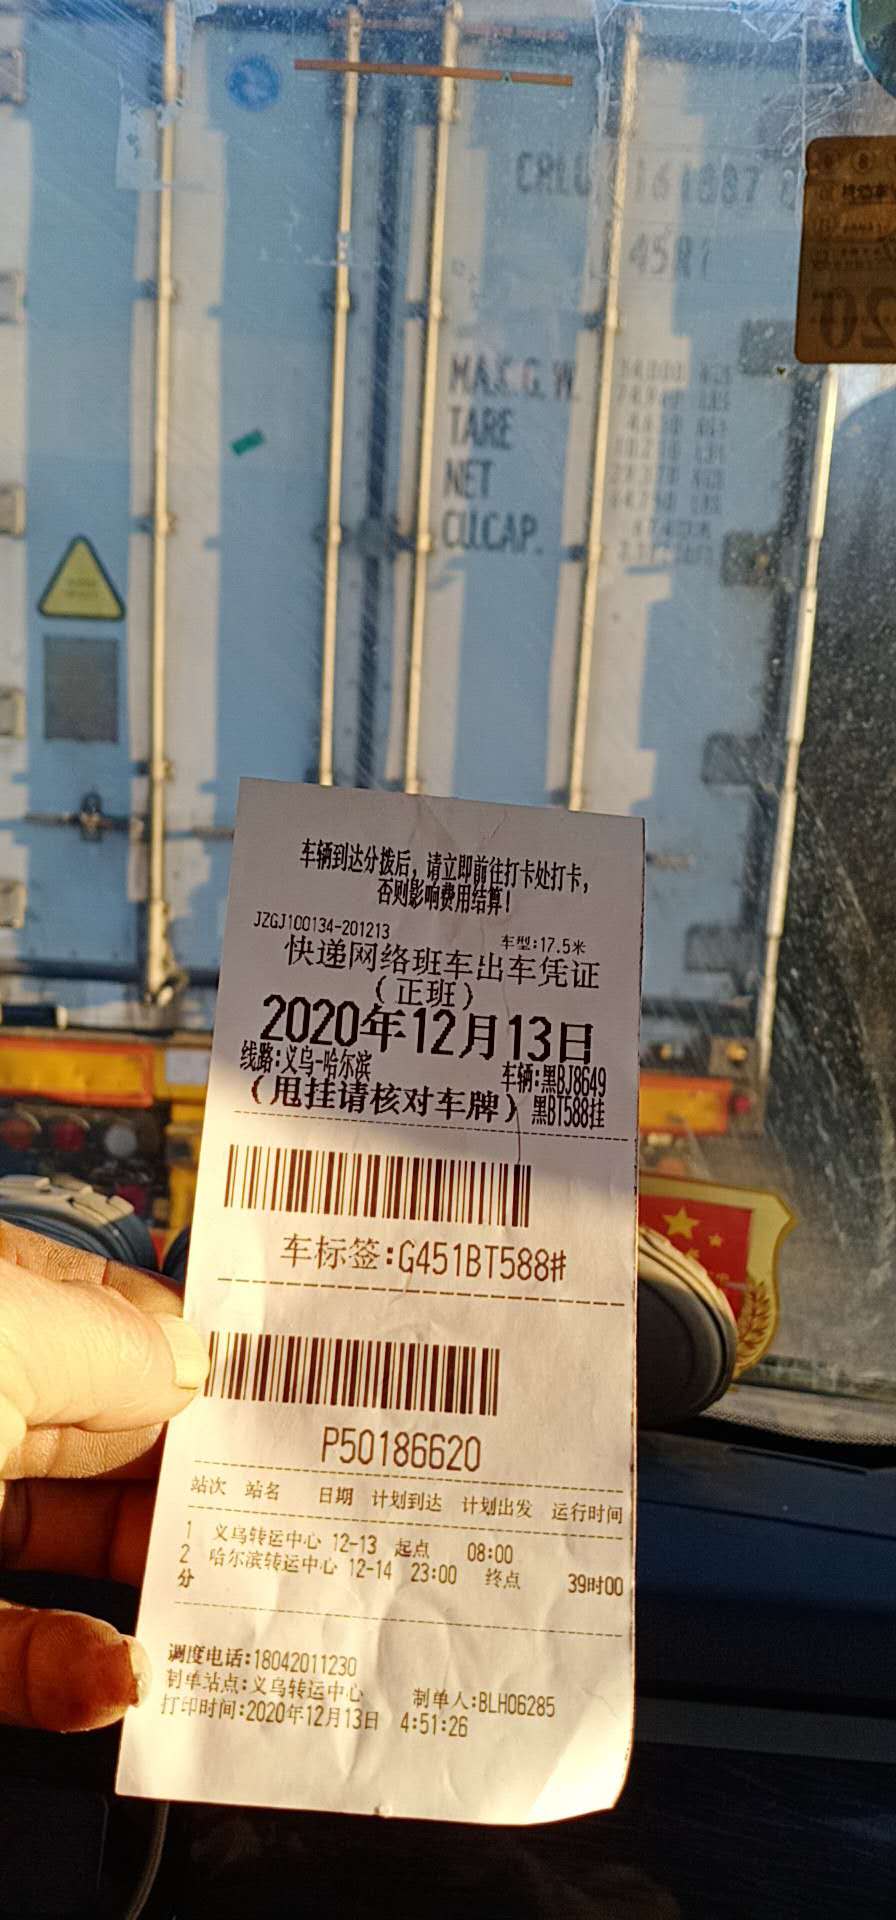 MAX.G.W.
TARE
NET
CU.CAP.
45R1
车辆到达分拨后，请立即前往打卡处打卡，
否则影响费用结算！
JZGJ100134-201213
车型:17.5米
快递网络班车出车凭证
（正班）
2020年12月13日
线路:义乌-哈尔滨
车辆:黑BJ8649
（甩挂请核对车牌）
黑BT588挂
车标签:G451BT588#
P50186620
站次 站名 日期 计划到达 计划出发 运行时间
1 义乌转运中心 12-13 起点 08:00
2 哈尔滨转运中心 12-14 23:00 终点 39时00
分
调度电话:18042011230
制单站点:义乌转运中心 制单人:BLH06285
打印时间:2020年12月13日 4:51:26